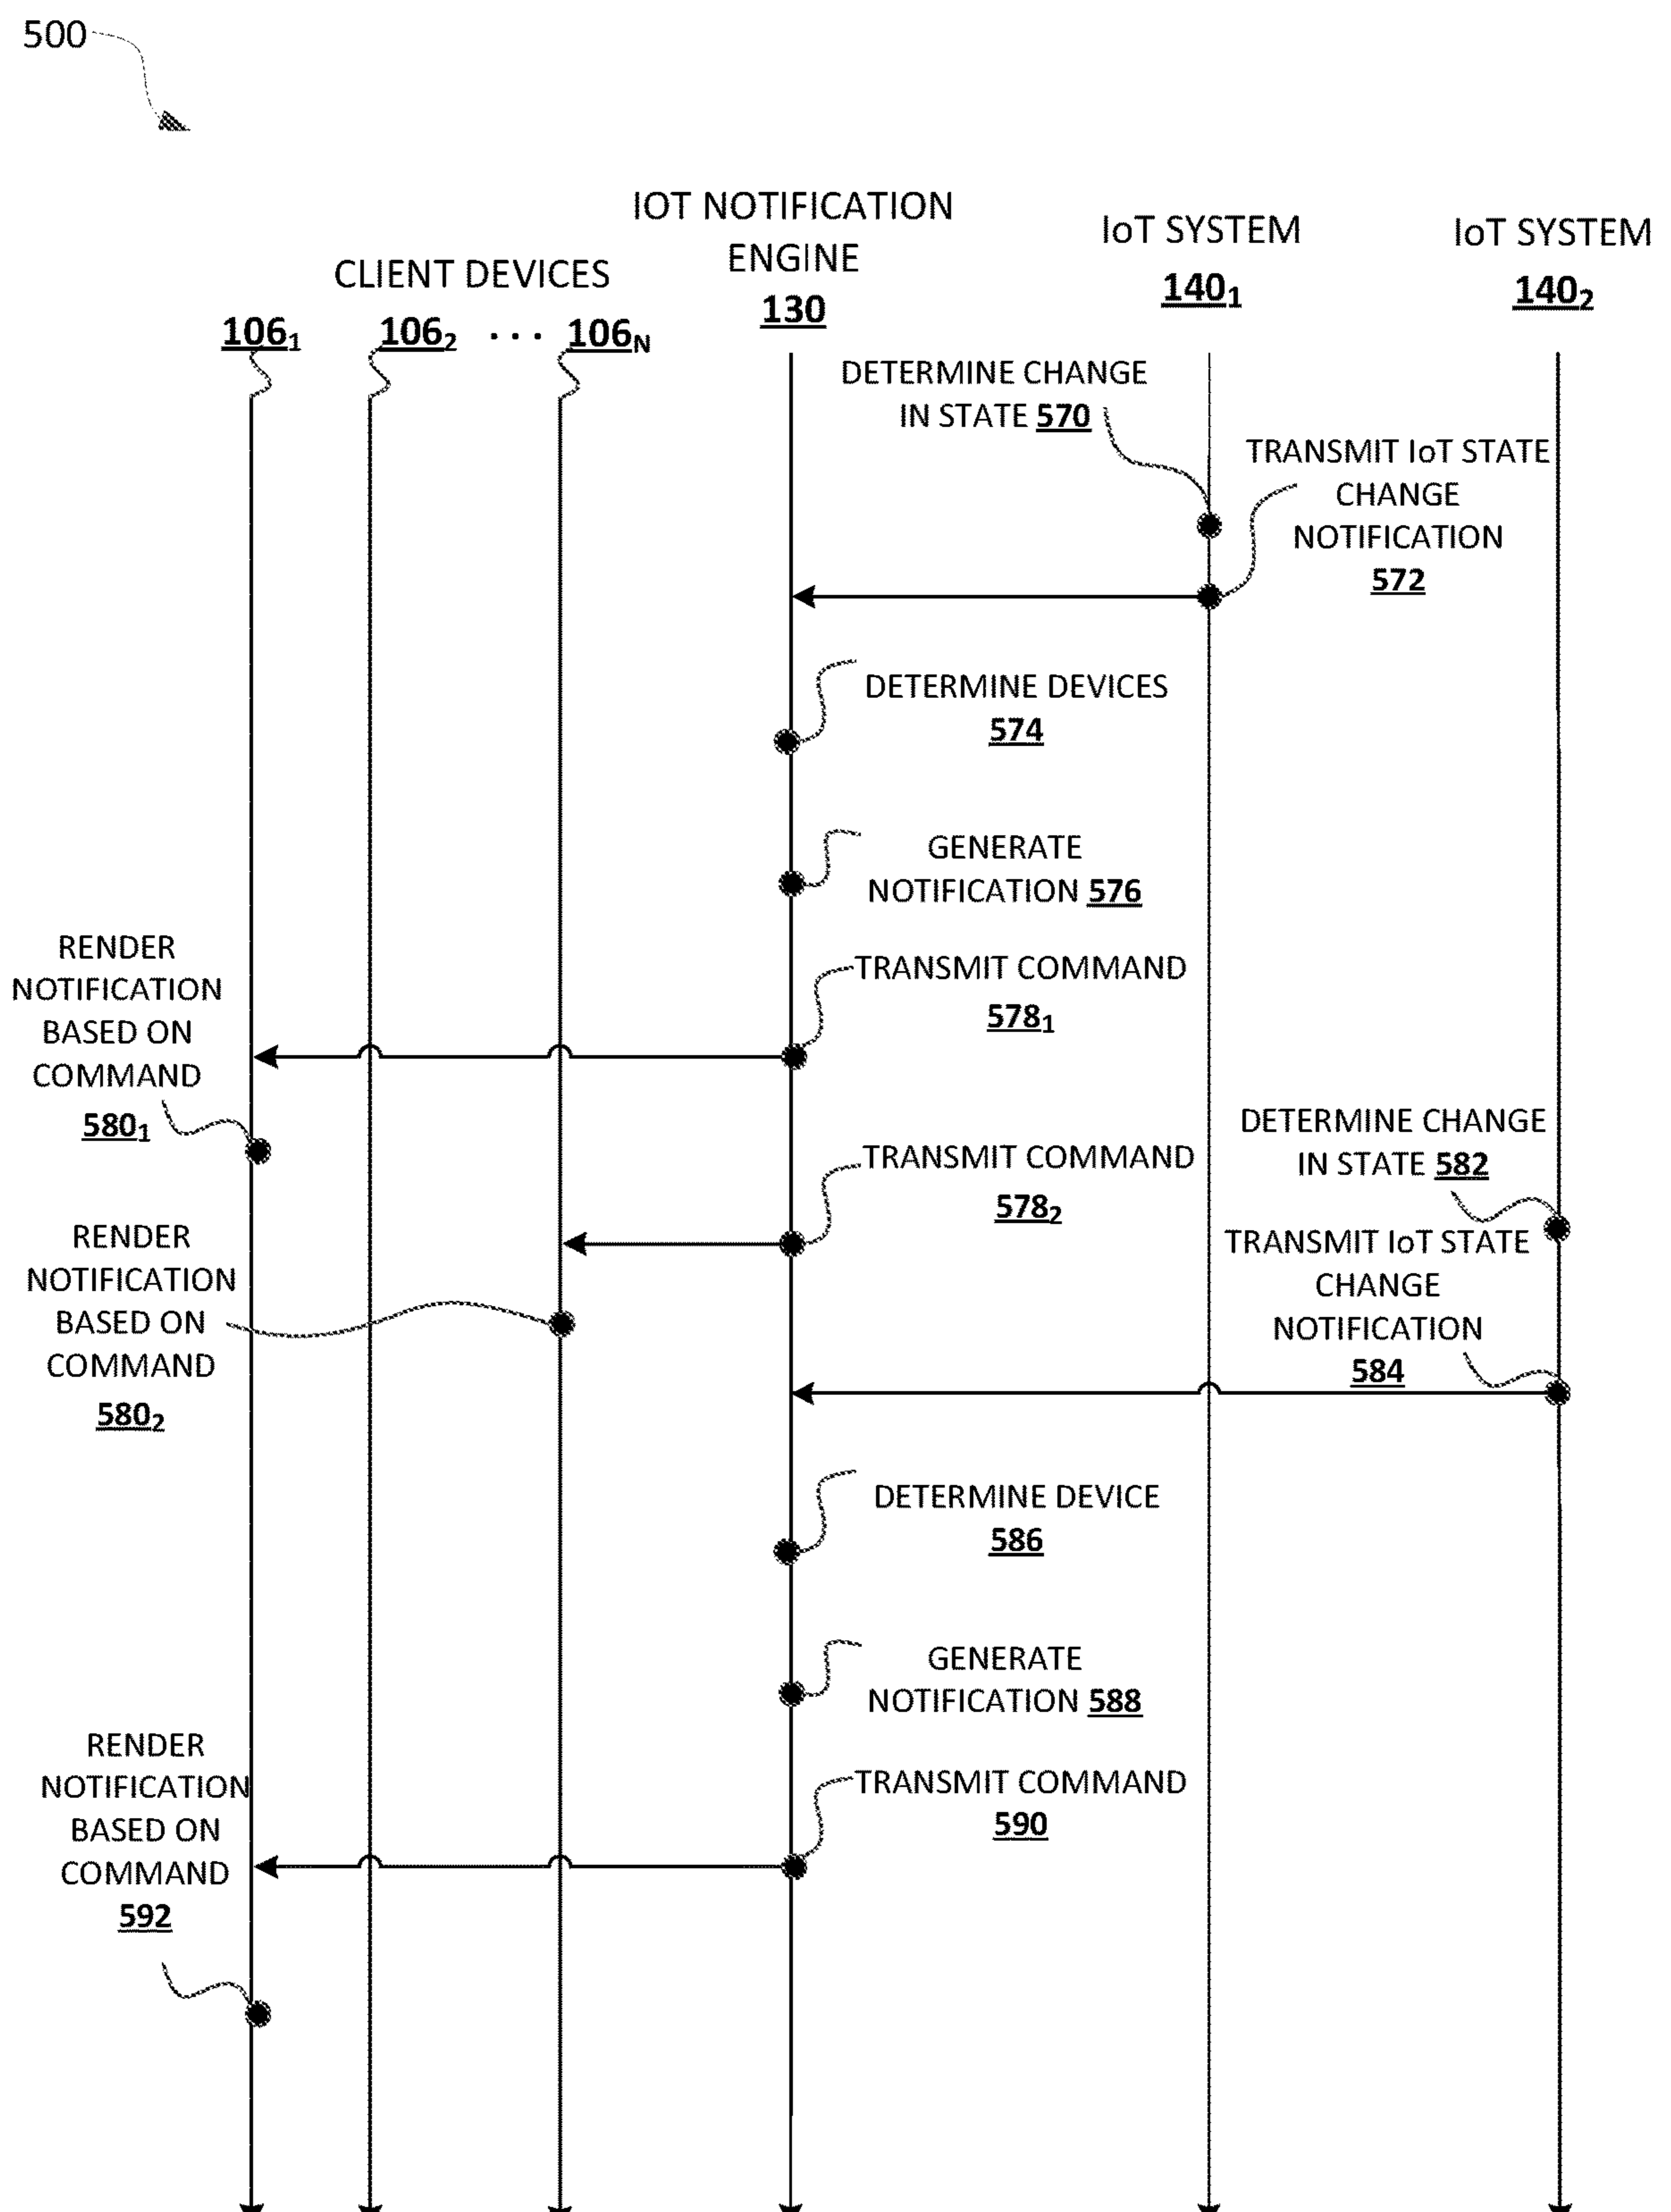 500
IOT NOTIFICATION
ENGINE
130
IoT SYSTEM
140₁
IoT SYSTEM
140₂
CLIENT DEVICES
106₁ 106₂ ... 106N
DETERMINE CHANGE
IN STATE 570
TRANSMIT IoT STATE
CHANGE
NOTIFICATION
572
DETERMINE DEVICES
574
GENERATE
NOTIFICATION 576
RENDER
NOTIFICATION
BASED ON
COMMAND
580₁
TRANSMIT COMMAND
578₁
DETERMINE CHANGE
IN STATE 582
TRANSMIT COMMAND
578₂
RENDER
NOTIFICATION
BASED ON
COMMAND
580₂
TRANSMIT IoT STATE
CHANGE
NOTIFICATION
584
DETERMINE DEVICE
586
GENERATE
NOTIFICATION 588
RENDER
NOTIFICATION
BASED ON
COMMAND
592
TRANSMIT COMMAND
590